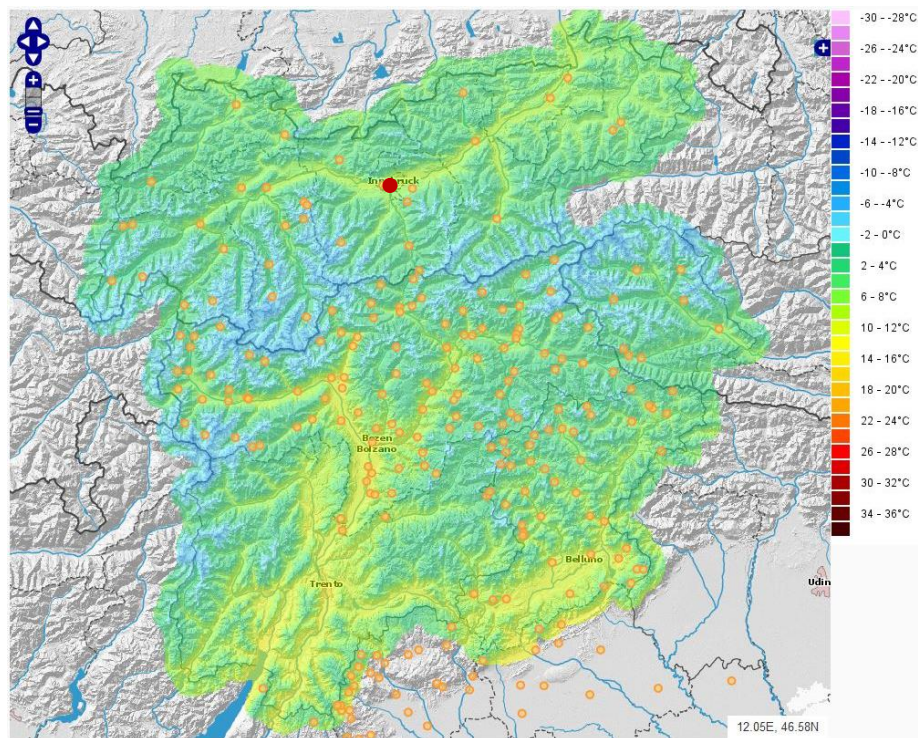 -30 - -28°C
-26 - -24°C
-22 - -20°C
-18 - -16°C
-14 - -12°C
-10 - -8°C
-6 - -4°C
-2 - 0°C
2 - 4°C
6 - 8°C
10 - 12°C
14 - 16°C
18 - 20°C
22 - 24°C
26 - 28°C
30 - 32°C
34 - 36°C
Bozen
Bolzano
Belluno
Trento
Udin
12.05E, 46.58N